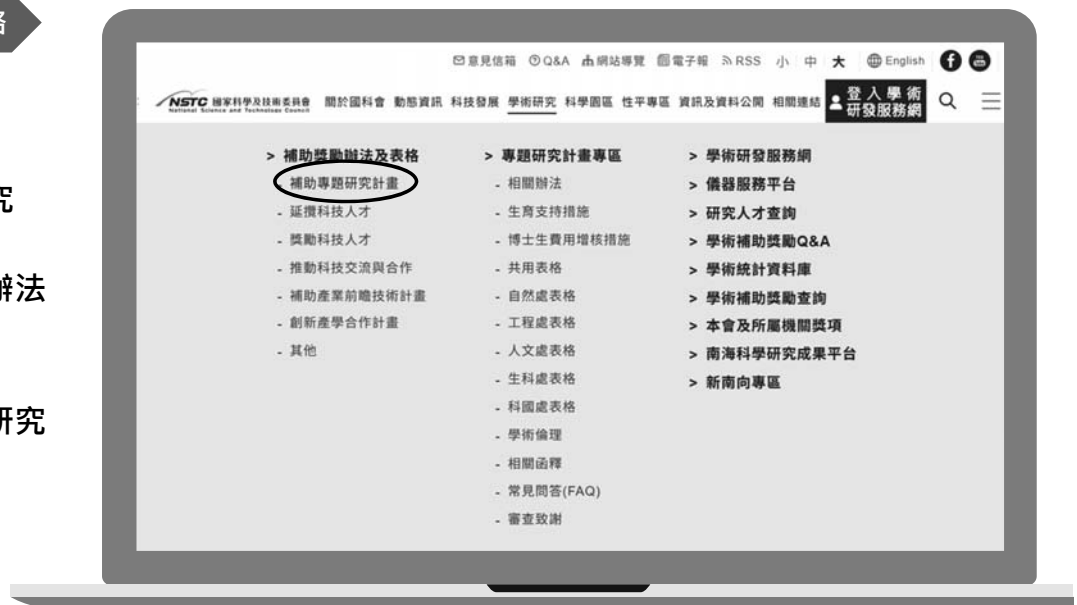 絡
究
辦法
研究
意見信箱 Q&A 網站導覽 電子報 RSS 小 中 大 English
NSTC 國家科學及技術委員會
National Science and Technology Council
關於國科會 動態資訊 科技發展 學術研究 科學園區 性平專區 資訊及資料公開 相關連結
登入學術
研發服務網
> 補助獎勵辦法及表格
- 補助專題研究計畫
- 延攬科技人才
- 獎勵科技人才
- 推動科技交流與合作
- 補助產業前瞻技術計畫
- 創新產學合作計畫
- 其他
> 專題研究計畫專區
- 相關辦法
- 生育支持措施
- 博士生費用增核措施
- 共用表格
- 自然處表格
- 工程處表格
- 人文處表格
- 生科處表格
- 科國處表格
- 學術倫理
- 相關函釋
- 常見問答(FAQ)
- 審查致謝
> 學術研發服務網
> 儀器服務平台
> 研究人才查詢
> 學術補助獎勵Q&A
> 學術統計資料庫
> 學術補助獎勵查詢
> 本會及所屬機關獎項
> 南海科學研究成果平台
> 新南向專區